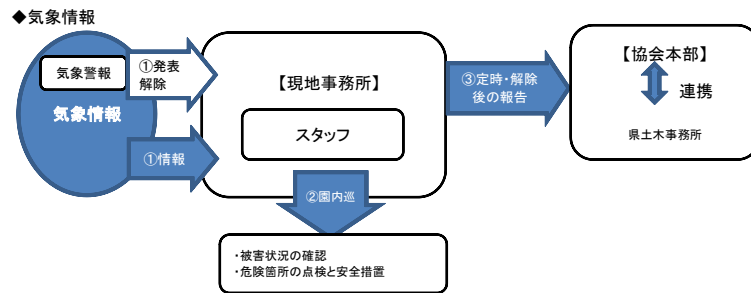 ◆気象情報
気象警報
気象情報
①発表
解除
①情報
【現地事務所】
スタッフ
②園内巡
・被害状況の確認
・危険箇所の点検と安全措置
③定時・解除
後の報告
【協会本部】
連携
県土木事務所